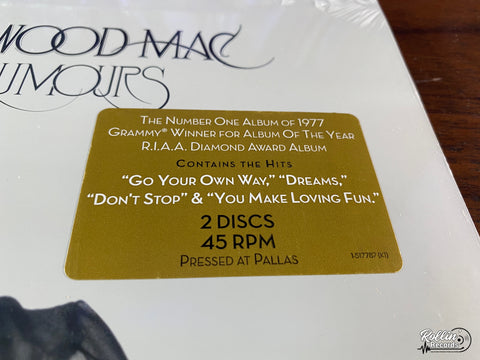 WOOD MAC
UMOURS
The Number One Album of 1977
Grammy® Winner for Album Of The Year
R.I.A.A. Diamond Award Album
Contains the Hits
“Go Your Own Way,” “Dreams,”
“Don't Stop” & “You Make Loving Fun.”
2 DISCS
45 RPM
Pressed at Pallas
1-517787 (X1)
Rollin'
Records